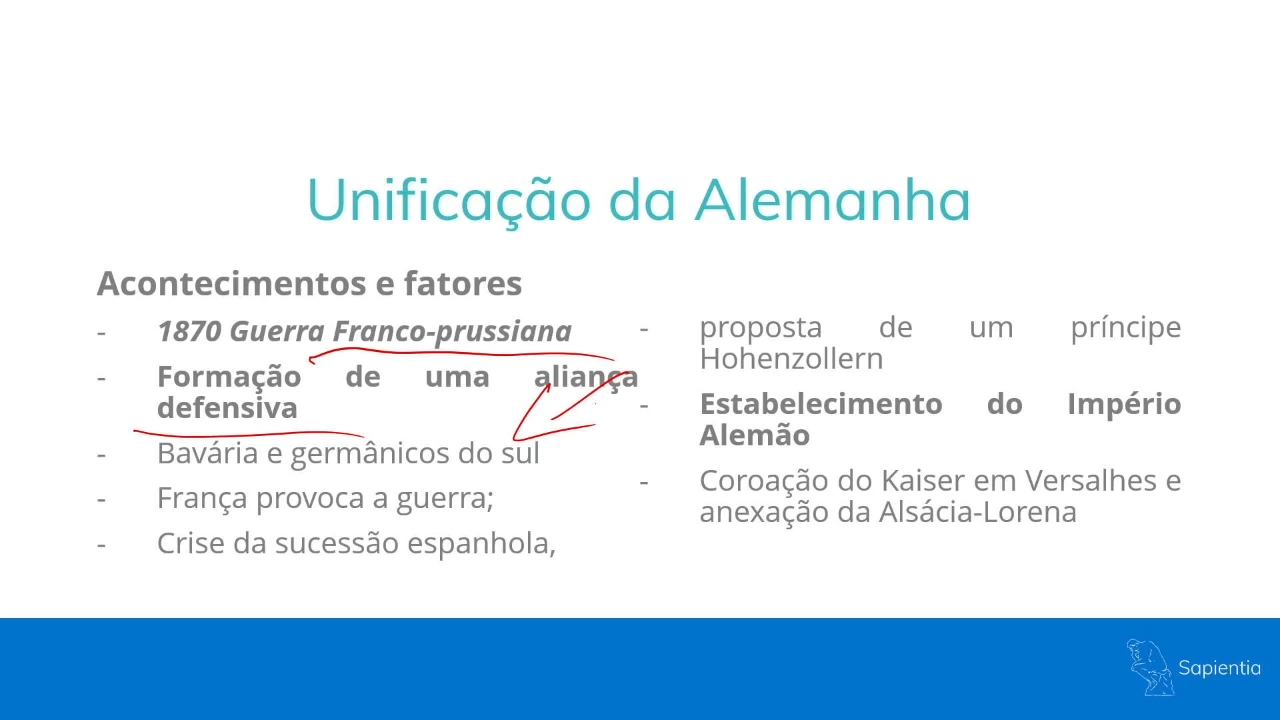 Unificação da Alemanha
Acontecimentos e fatores
- 1870 Guerra Franco-prussiana
- Formação de uma aliança
defensiva
- Bavária e germânicos do sul
- França provoca a guerra;
- Crise da sucessão espanhola,
- proposta de um príncipe
Hohenzollern
- Estabelecimento do Império
Alemão
- Coroação do Kaiser em Versalhes e
anexação da Alsácia-Lorena
Sapientia